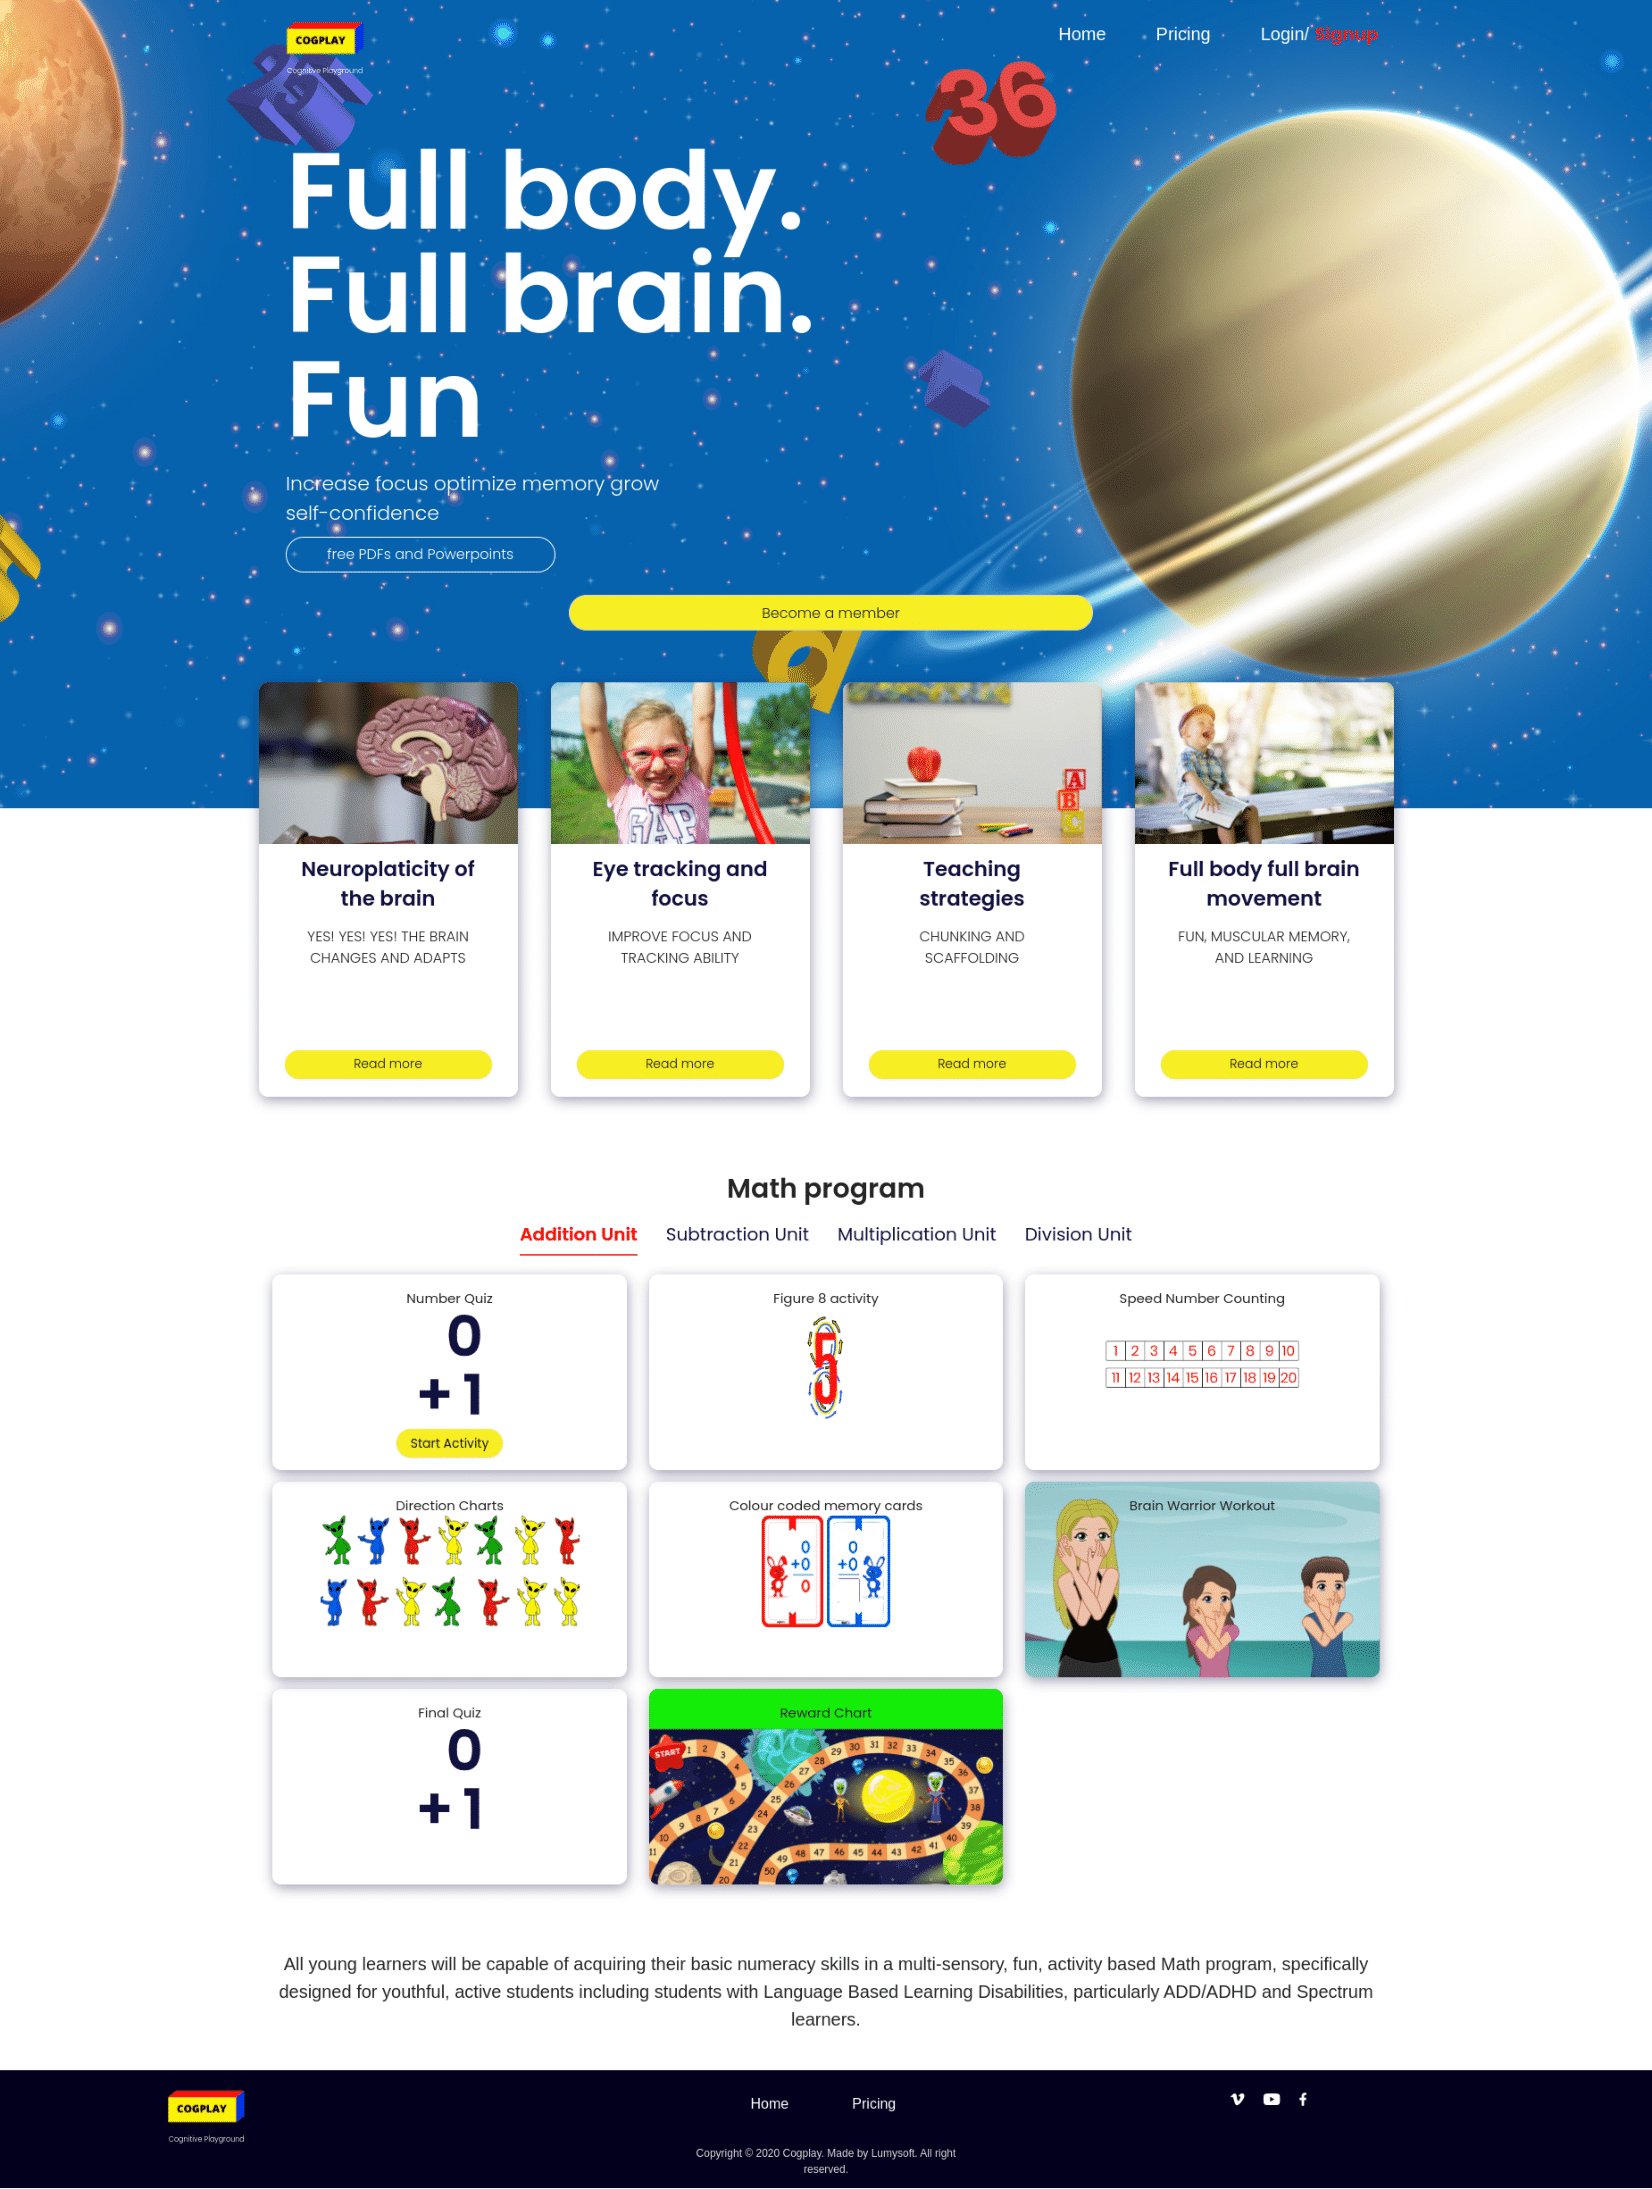 COGPLAY
Cognitive Playground
Home
Pricing
Login/ Signup
36
Full body.
Full brain.
Fun
Increase focus optimize memory grow
self-confidence
free PDFs and Powerpoints
Become a member
9
GAP
A
B
C
Neuroplaticity of
the brain
YES! YES! YES! THE BRAIN
CHANGES AND ADAPTS
Read more
Eye tracking and
focus
IMPROVE FOCUS AND
TRACKING ABILITY
Read more
Teaching
strategies
CHUNKING AND
SCAFFOLDING
Read more
Full body full brain
movement
FUN, MUSCULAR MEMORY,
AND LEARNING
Read more
Math program
Addition Unit
Subtraction Unit
Multiplication Unit
Division Unit
Number Quiz
0
+ 1
Start Activity
Figure 8 activity
5
Speed Number Counting
1 2 3 4 5 6 7 8 9 10
11 12 13 14 15 16 17 18 19 20
Direction Charts
Colour coded memory cards
0
+0
0
0
+0
Brain Warrior Workout
Final Quiz
0
+ 1
Reward Chart
START
1 2 3 4 5 6 7 8 9 10 11
20 21 22 23 24 25 26 27 28 29 30 31 32 33 34 35 36 37 38 39 40 41 42 43 44 45 46 47 48 49 50
All young learners will be capable of acquiring their basic numeracy skills in a multi-sensory, fun, activity based Math program, specifically
designed for youthful, active students including students with Language Based Learning Disabilities, particularly ADD/ADHD and Spectrum
learners.
COGPLAY
Cognitive Playground
Home
Pricing
Copyright © 2020 Cogplay. Made by Lumysoft. All right
reserved.